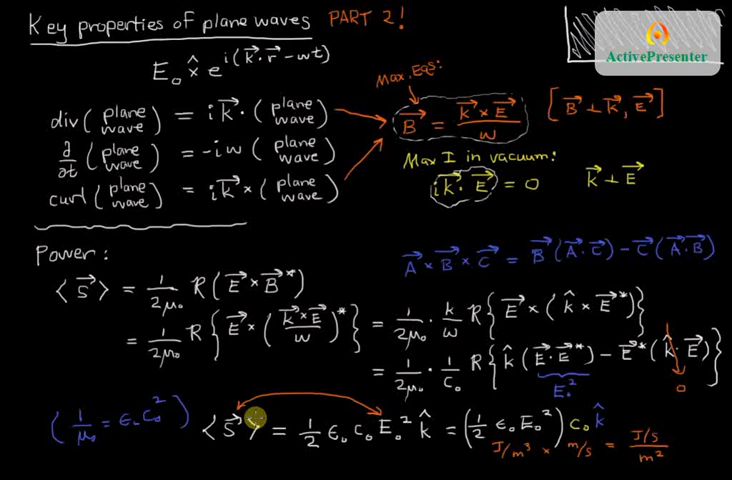 Key properties of plane waves PART 2!
ActivePresenter
E₀ x̂ e^{i(k⃗·r⃗ - ωt)}
Max. Eqs:
div(plane wave) = i k⃗ · (plane wave)
B⃗ = (k⃗ × E⃗)/ω [B⃗ ⊥ k⃗, E⃗]
∂/∂t (plane wave) = -iω (plane wave)
Max I in vacuum:
curl(plane wave) = i k⃗ × (plane wave)
i k⃗ · E⃗ = 0 k⃗ ⊥ E⃗
Power:
A⃗ × B⃗ × C⃗ = B⃗(A⃗·C⃗) - C⃗(A⃗·B⃗)
⟨S⃗⟩ = 1/(2μ₀) R(E⃗ × B⃗*)
= 1/(2μ₀) R{E⃗ × ((k⃗ × E⃗)/ω)*} = 1/(2μ₀) · k/ω R{E⃗ × (k̂ × E⃗*)}
= 1/(2μ₀) · 1/c₀ R{k̂(E⃗·E⃗*) - E⃗*(k̂·E⃗)}
E₀² 0
(1/μ₀ = ε₀c₀²) ⟨S⃗⟩ = 1/2 ε₀ c₀ E₀² k̂ = (1/2 ε₀ E₀²) c₀ k̂
J/m³ × m/s = (J/s)/m²